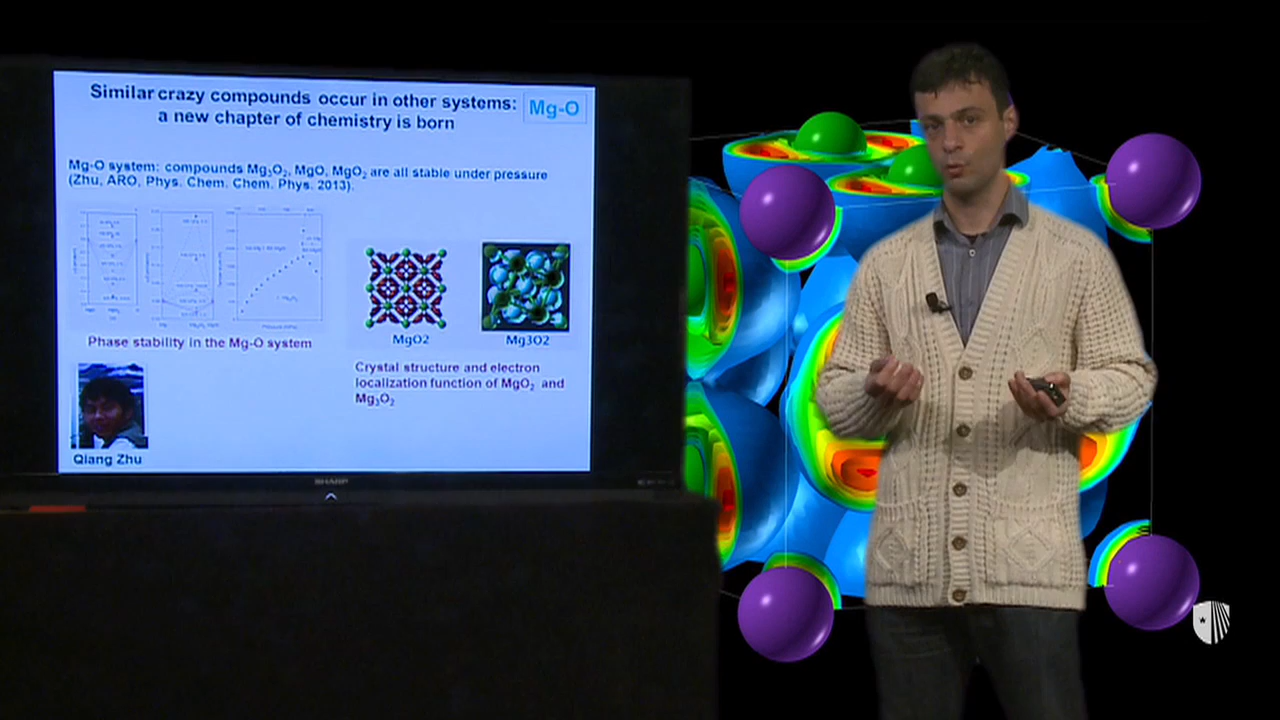 Similar crazy compounds occur in other systems:
a new chapter of chemistry is born
Mg-O
Mg-O system: compounds Mg₃O₂, MgO, MgO₂ are all stable under pressure
(Zhu, ARO, Phys. Chem. Chem. Phys. 2013).
Phase stability in the Mg-O system
MgO2
Mg3O2
Crystal structure and electron
localization function of MgO₂ and
Mg₃O₂
Qiang Zhu
SHARP